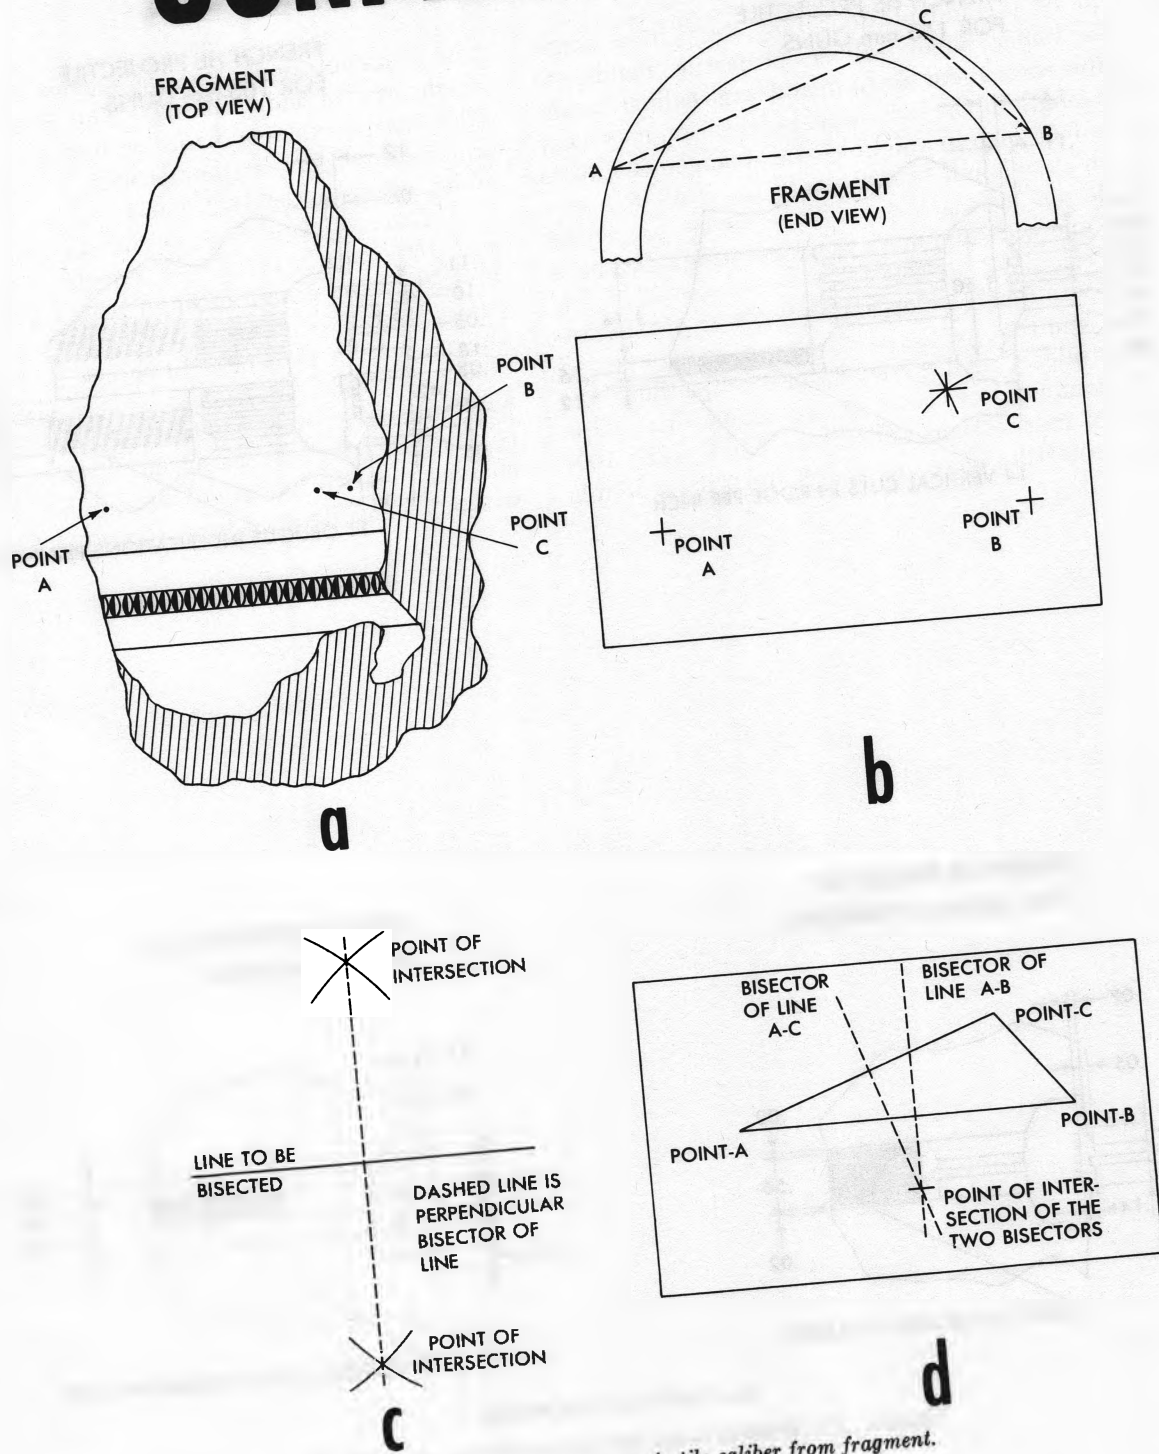 FRAGMENT
(TOP VIEW)
POINT
B
POINT
C
POINT
A
a
C
B
A
FRAGMENT
(END VIEW)
POINT
C
POINT
B
POINT
A
b
POINT OF
INTERSECTION
LINE TO BE
BISECTED
DASHED LINE IS
PERPENDICULAR
BISECTOR OF
LINE
POINT OF
INTERSECTION
c
BISECTOR
OF LINE
A-C
BISECTOR OF
LINE A-B
POINT-C
POINT-B
POINT-A
POINT OF INTER-
SECTION OF THE
TWO BISECTORS
d
caliber from fragment.